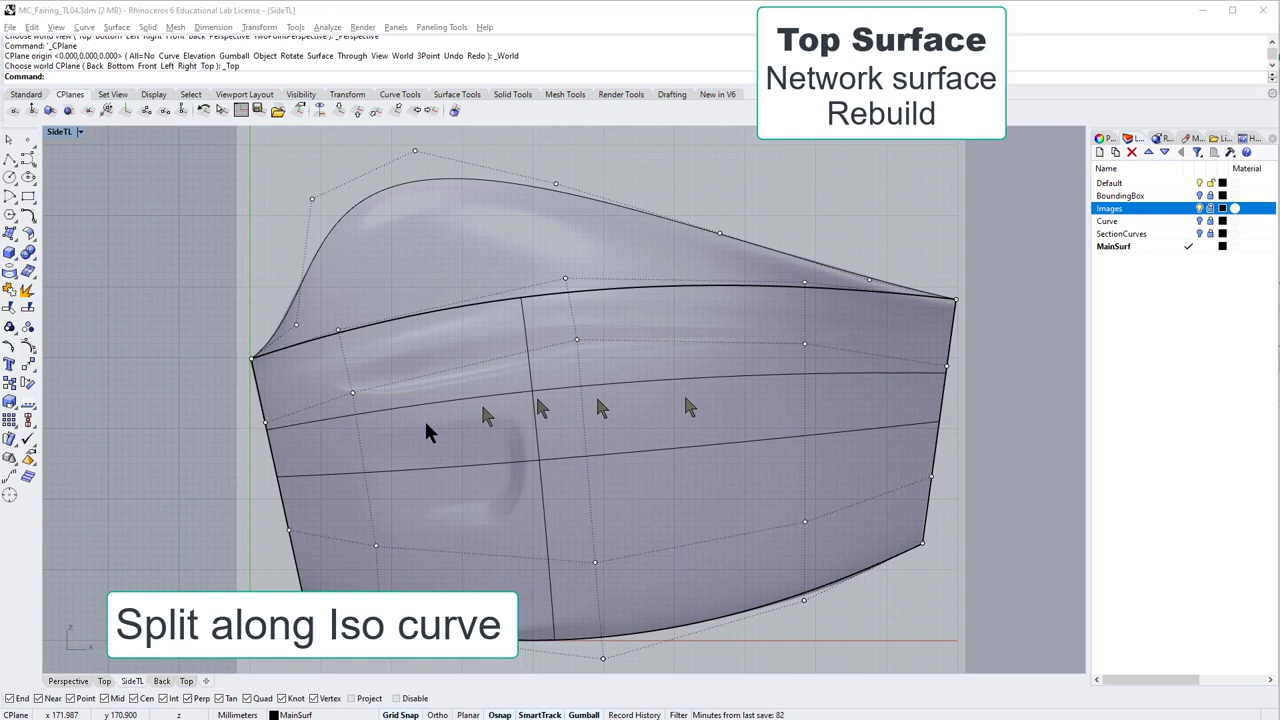 MC_Fairing_TL04.3dm (2 MB) - Rhinoceros 6 Educational Lab License - [SideTL]
File Edit View Curve Surface Solid Mesh Dimension Transform Tools Analyze Render Panels Paneling Tools Help
Command: '_CPlane
CPlane origin <0.000,0.000,0.000> ( All=No Curve Elevation Gumball Object Rotate Surface Through View World 3Point Undo Redo ): _World
Choose world CPlane ( Back Bottom Front Left Right Top ): _Top
Command:
Standard CPlanes Set View Display Select Viewport Layout Visibility Transform Curve Tools Surface Tools Solid Tools Mesh Tools Render Tools Drafting New in V6
Top Surface
Network surface
Rebuild
SideTL
P... L... R... M... Li... H...
Name Material
Default
BoundingBox
Images
Curve
SectionCurves
MainSurf
z
x
Split along Iso curve
Perspective Top SideTL Back Top
End Near Point Mid Cen Int Perp Tan Quad Knot Vertex Project Disable
CPlane x 171.987 y 170.900 z Millimeters MainSurf Grid Snap Ortho Planar Osnap SmartTrack Gumball Record History Filter Minutes from last save: 82